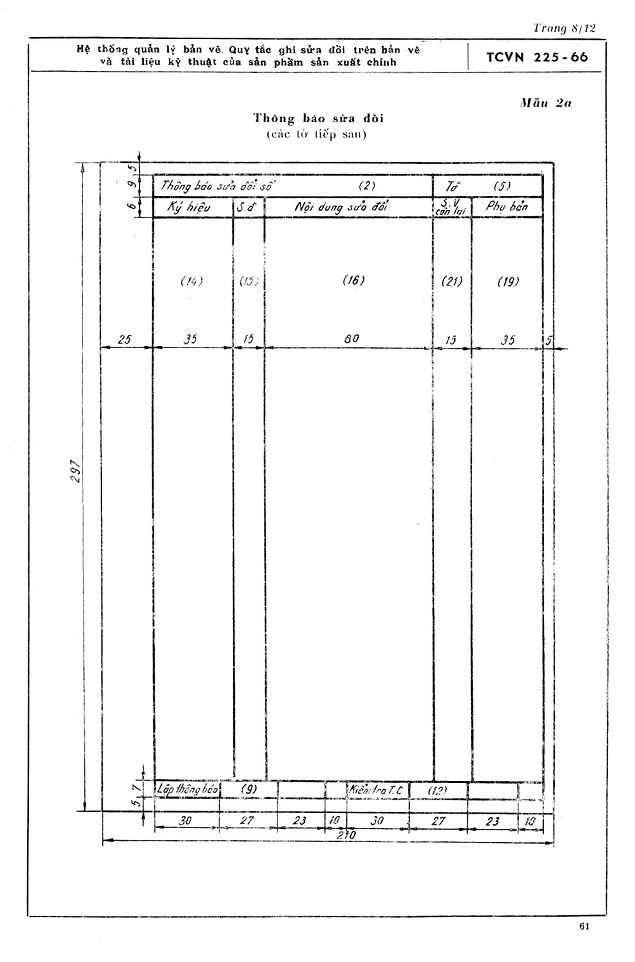 Trang 8/12
Hệ thống quản lý bản vẽ. Quy tắc ghi sửa đổi trên bản vẽ
và tài liệu kỹ thuật của sản phẩm sản xuất chính
TCVN 225-66
Mẫu 2a
Thông báo sửa đổi
(các tờ tiếp sau)
5
9
6
Thông báo sửa đổi số (2) Tờ (5)
Ký hiệu S.đ Nội dung sửa đổi S.V còn lại Phụ bản
(14) (15) (16) (21) (19)
25 35 15 80 15 35 5
297
7
5
Lập thông báo (9) Kiểm tra T.C (12)
30 27 23 10 30 27 23 10
210
61